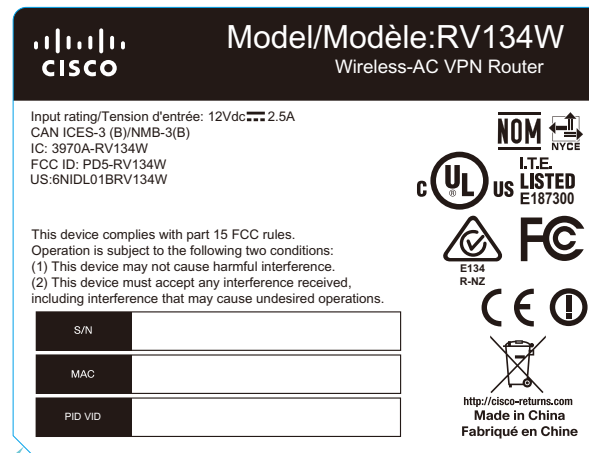 CISCO
Model/Modèle:RV134W
Wireless-AC VPN Router
Input rating/Tension d'entrée: 12Vdc 2.5A
CAN ICES-3 (B)/NMB-3(B)
IC: 3970A-RV134W
FCC ID: PD5-RV134W
US:6NIDL01BRV134W
NOM
NYCE
C UL ® US
I.T.E.
LISTED
E187300
This device complies with part 15 FCC rules.
Operation is subject to the following two conditions:
(1) This device may not cause harmful interference.
(2) This device must accept any interference received,
including interference that may cause undesired operations.
E134
R-NZ
FC
CE
S/N
MAC
PID VID
http://cisco-returns.com
Made in China
Fabriqué en Chine